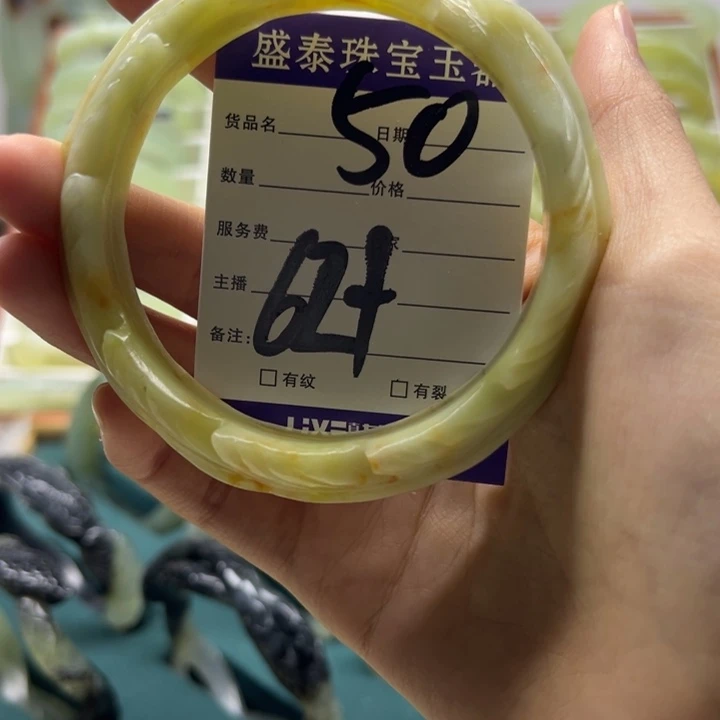 盛泰珠宝玉器
货品名 日期
50
数量 价格
服务费
主播
62+
备注:
有纹 有裂